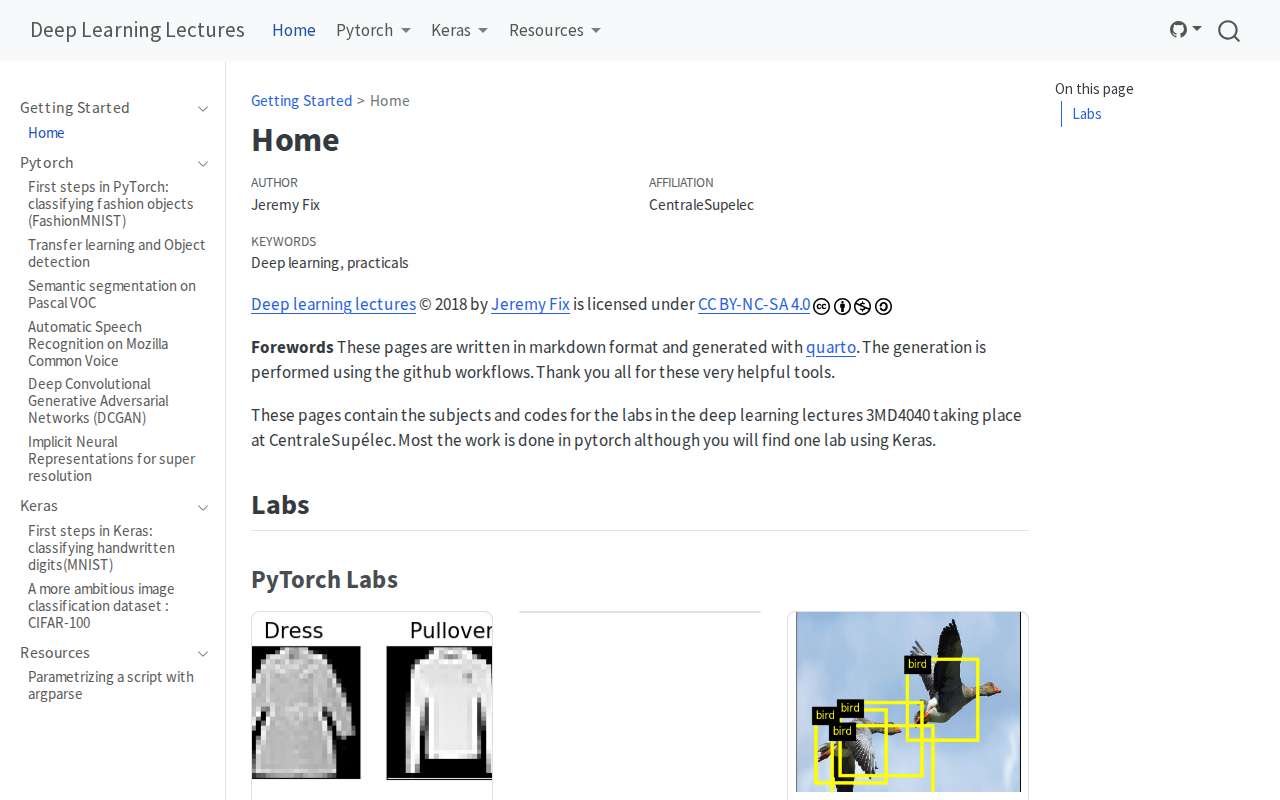 Deep Learning Lectures Home Pytorch Keras Resources
Getting Started
Home
Pytorch
First steps in PyTorch:
classifying fashion objects
(FashionMNIST)
Transfer learning and Object
detection
Semantic segmentation on
Pascal VOC
Automatic Speech
Recognition on Mozilla
Common Voice
Deep Convolutional
Generative Adversarial
Networks (DCGAN)
Implicit Neural
Representations for super
resolution
Keras
First steps in Keras:
classifying handwritten
digits(MNIST)
A more ambitious image
classification dataset :
CIFAR-100
Resources
Parametrizing a script with
argparse
Getting Started > Home
Home
AUTHOR
Jeremy Fix
AFFILIATION
CentraleSupelec
KEYWORDS
Deep learning, practicals
Deep learning lectures © 2018 by Jeremy Fix is licensed under CC BY-NC-SA 4.0
Forewords These pages are written in markdown format and generated with quarto. The generation is
performed using the github workflows. Thank you all for these very helpful tools.
These pages contain the subjects and codes for the labs in the deep learning lectures 3MD4040 taking place
at CentraleSupélec. Most the work is done in pytorch although you will find one lab using Keras.
Labs
PyTorch Labs
Dress Pullover
bird
bird
bird
bird
On this page
Labs